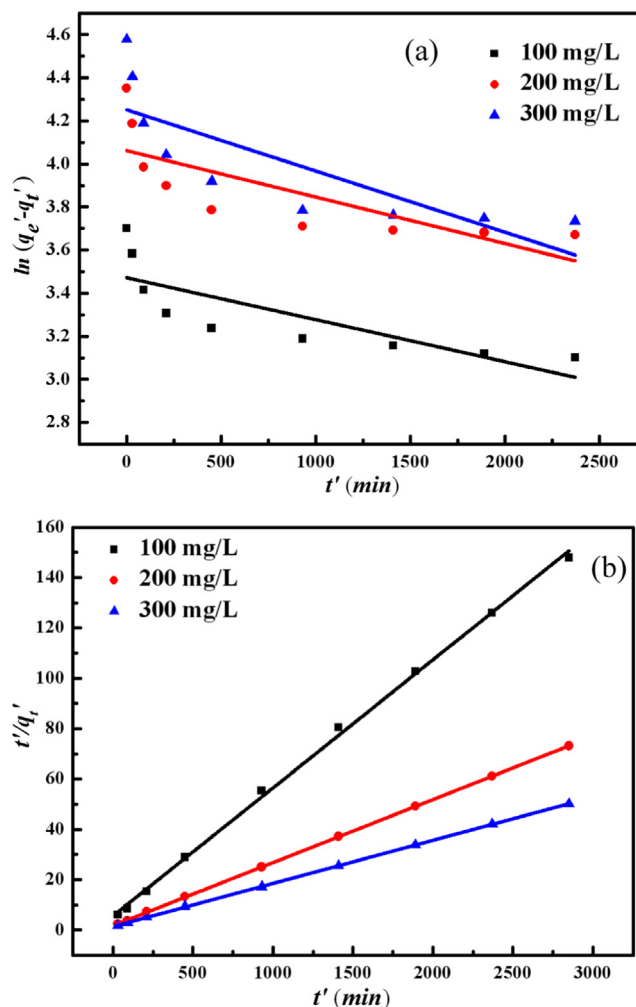 (a)
100 mg/L
200 mg/L
300 mg/L
4.6
4.4
4.2
4.0
3.8
3.6
3.4
3.2
3.0
2.8
ln (qe'-qt')
0 500 1000 1500 2000 2500
t' (min)
(b)
100 mg/L
200 mg/L
300 mg/L
160
140
120
100
80
60
40
20
0
t'/qt'
0 500 1000 1500 2000 2500 3000
t' (min)